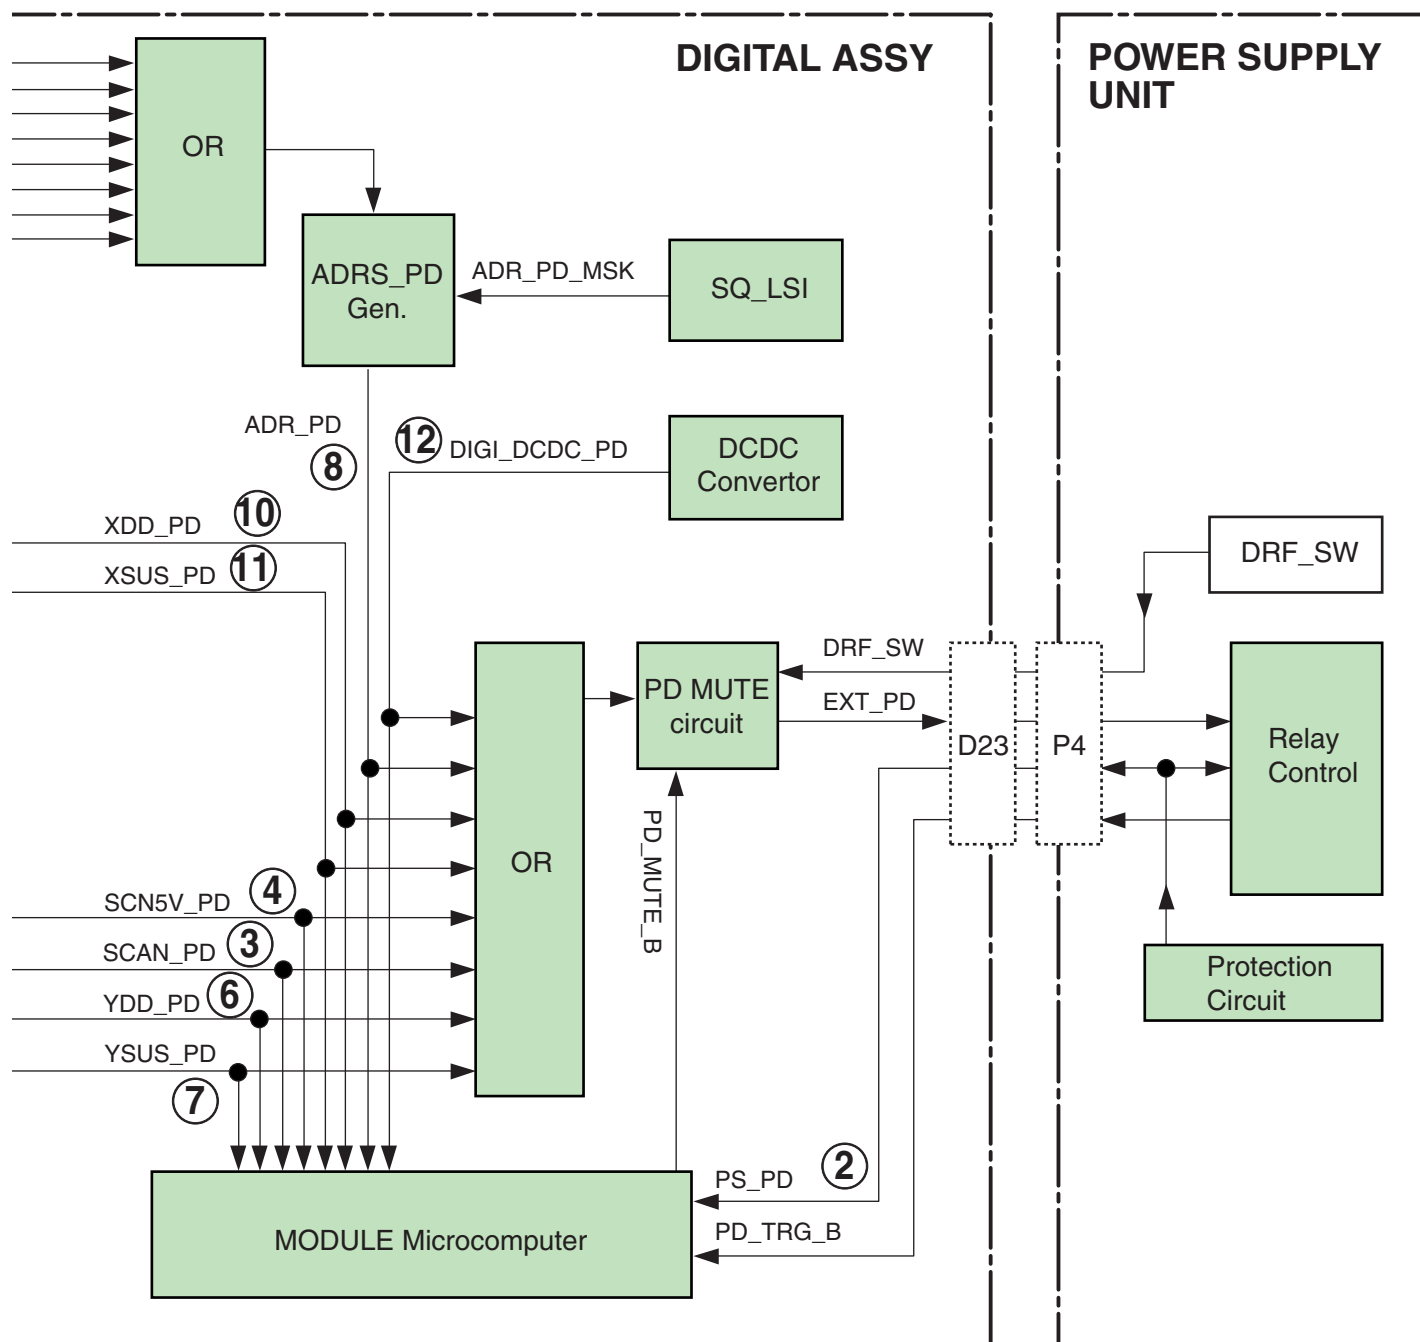 DIGITAL ASSY
POWER SUPPLY
UNIT
OR
ADRS_PD
Gen.
ADR_PD_MSK
SQ_LSI
ADR_PD
8
12
DIGI_DCDC_PD
DCDC
Convertor
XDD_PD
10
XSUS_PD
11
DRF_SW
OR
PD MUTE
circuit
DRF_SW
EXT_PD
D23
P4
Relay
Control
PD_MUTE_B
SCN5V_PD
4
SCAN_PD
3
YDD_PD
6
YSUS_PD
7
Protection
Circuit
MODULE Microcomputer
PS_PD
2
PD_TRG_B